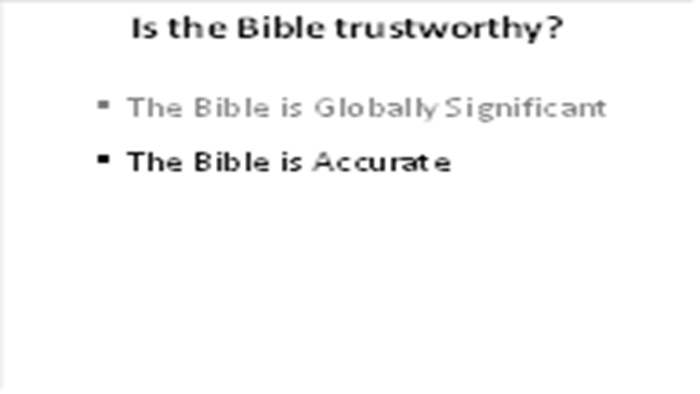 Is the Bible trustworthy?
▪ The Bible is Globally Significant
▪ The Bible is Accurate